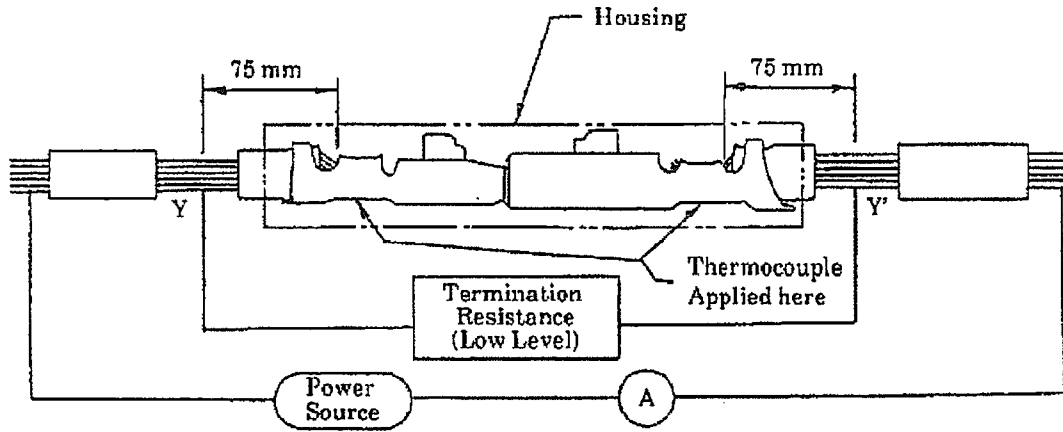 Housing
75 mm
75 mm
Y
Y'
Thermocouple
Applied here
Termination
Resistance
(Low Level)
Power
Source
A